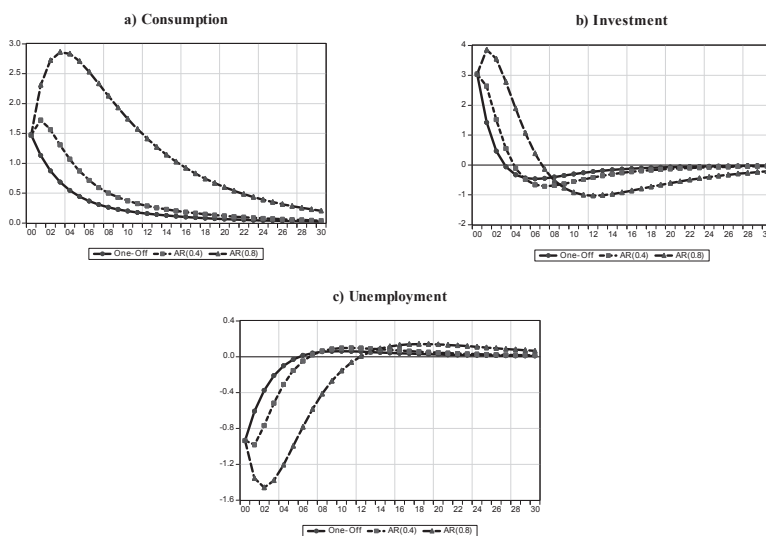 a) Consumption
3.0
2.5
2.0
1.5
1.0
0.5
0.0
00 02 04 06 08 10 12 14 16 18 20 22 24 26 28 30
One-Off AR(0.4) AR(0.8)
b) Investment
4
3
2
1
0
-1
-2
00 02 04 06 08 10 12 14 16 18 20 22 24 26 28 3
One-Off AR(0.4) AR(0.8)
c) Unemployment
0.4
0.0
-0.4
-0.8
-1.2
-1.6
00 02 04 06 08 10 12 14 16 18 20 22 24 26 28 30
One-Off AR(0.4) AR(0.8)